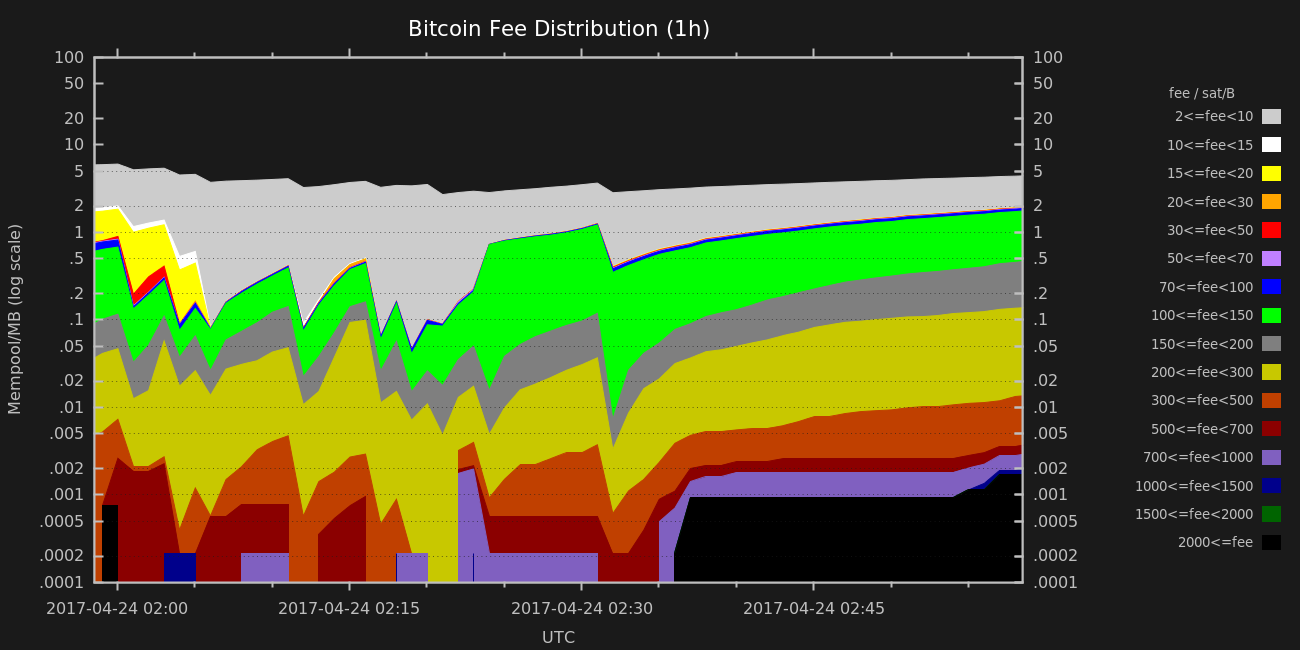 Bitcoin Fee Distribution (1h)
Mempool/MB (log scale)
100
50
20
10
5
2
1
.5
.2
.1
.05
.02
.01
.005
.002
.001
.0005
.0002
.0001
100
50
20
10
5
2
1
.5
.2
.1
.05
.02
.01
.005
.002
.001
.0005
.0002
.0001
2017-04-24 02:00 2017-04-24 02:15 2017-04-24 02:30 2017-04-24 02:45
UTC
fee / sat/B
2<=fee<10
10<=fee<15
15<=fee<20
20<=fee<30
30<=fee<50
50<=fee<70
70<=fee<100
100<=fee<150
150<=fee<200
200<=fee<300
300<=fee<500
500<=fee<700
700<=fee<1000
1000<=fee<1500
1500<=fee<2000
2000<=fee